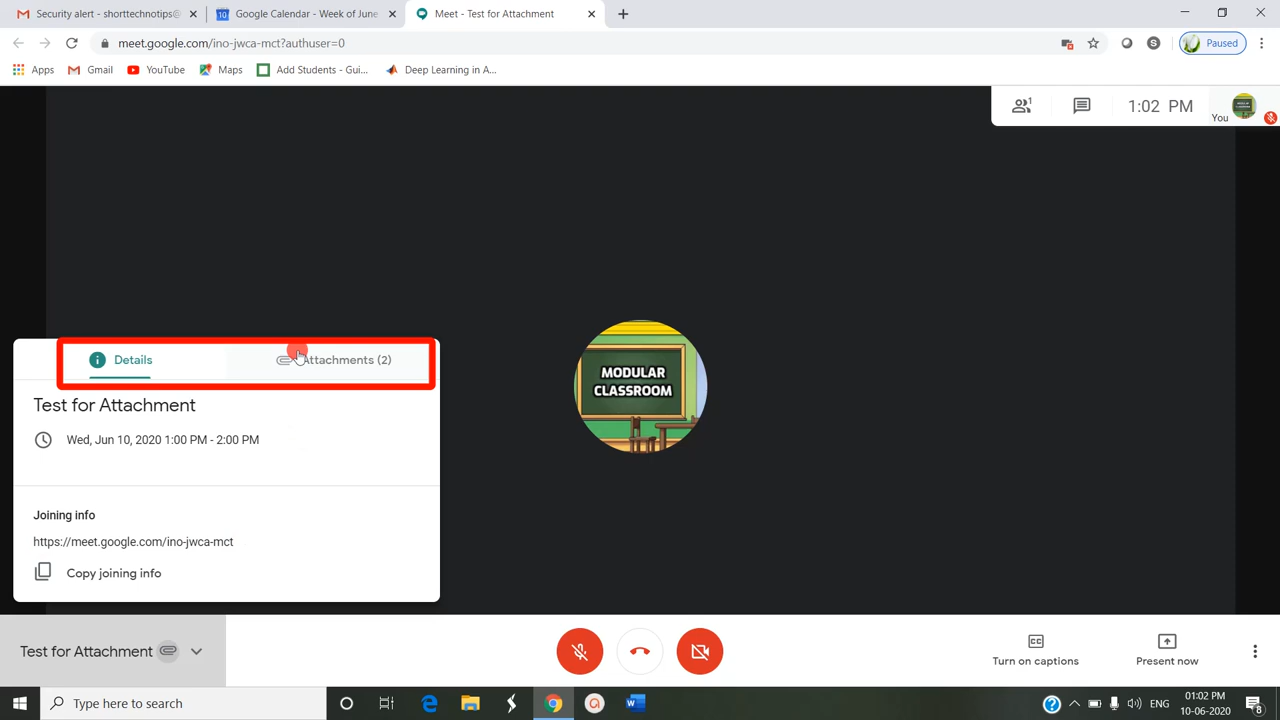 Security alert - shorttechnotips@
Google Calendar - Week of June
Meet - Test for Attachment
meet.google.com/ino-jwca-mct?authuser=0
S
Paused
Apps
Gmail
YouTube
Maps
Add Students - Gui...
Deep Learning in A...
1
1:02 PM
You
MODULAR
CLASSROOM
Details
Attachments (2)
Test for Attachment
Wed, Jun 10, 2020 1:00 PM - 2:00 PM
Joining info
https://meet.google.com/ino-jwca-mct
Copy joining info
Test for Attachment
Turn on captions
Present now
Type here to search
ENG
01:02 PM
10-06-2020
8